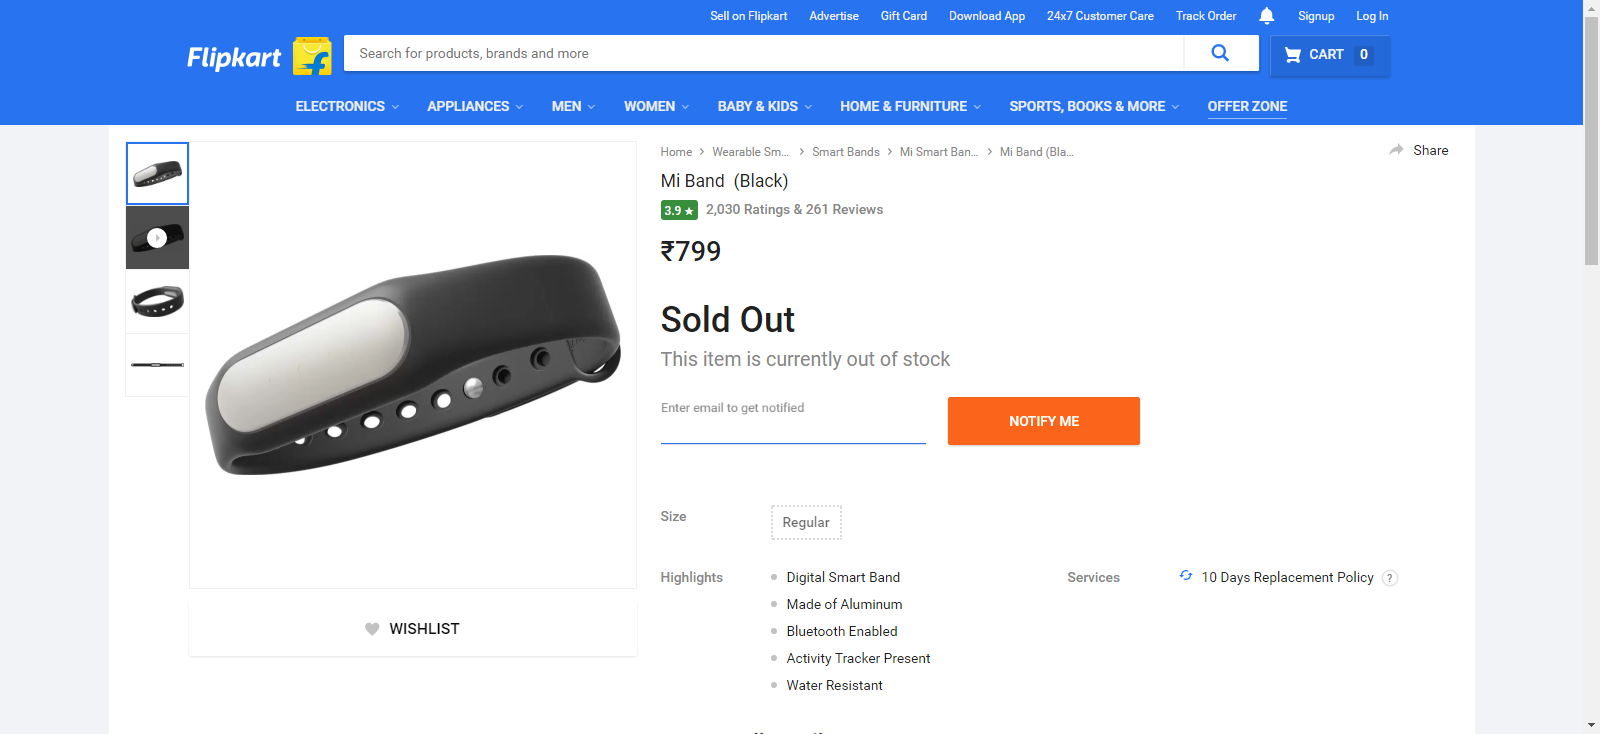 Sell on Flipkart Advertise Gift Card Download App 24x7 Customer Care Track Order Signup Log In
Flipkart Search for products, brands and more CART 0
ELECTRONICS APPLIANCES MEN WOMEN BABY & KIDS HOME & FURNITURE SPORTS, BOOKS & MORE OFFER ZONE
Home > Wearable Sm... > Smart Bands > Mi Smart Ban... > Mi Band (Bla... Share
Mi Band (Black)
3.9 ★ 2,030 Ratings & 261 Reviews
₹799
Sold Out
This item is currently out of stock
Enter email to get notified
NOTIFY ME
Size Regular
Highlights
Digital Smart Band
Made of Aluminum
Bluetooth Enabled
Activity Tracker Present
Water Resistant
Services 10 Days Replacement Policy ?
WISHLIST